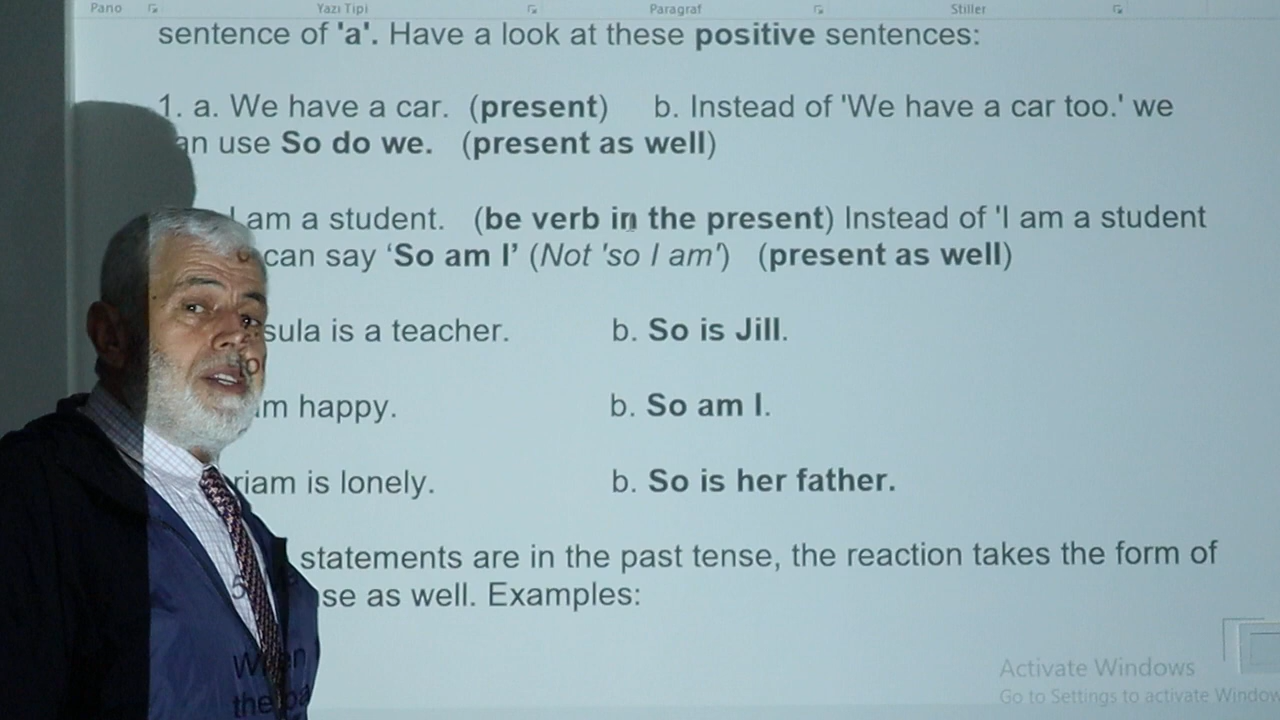 Pano Yazı Tipi Paragraf Stiller
sentence of 'a'. Have a look at these positive sentences:
1. a. We have a car. (present) b. Instead of 'We have a car too.' we
an use So do we. (present as well)
I am a student. (be verb in the present) Instead of 'I am a student
can say ‘So am I’ (Not 'so I am') (present as well)
sula is a teacher. b. So is Jill.
m happy. b. So am I.
riam is lonely. b. So is her father.
statements are in the past tense, the reaction takes the form of
se as well. Examples:
Activate Windows
Go to Settings to activate Window